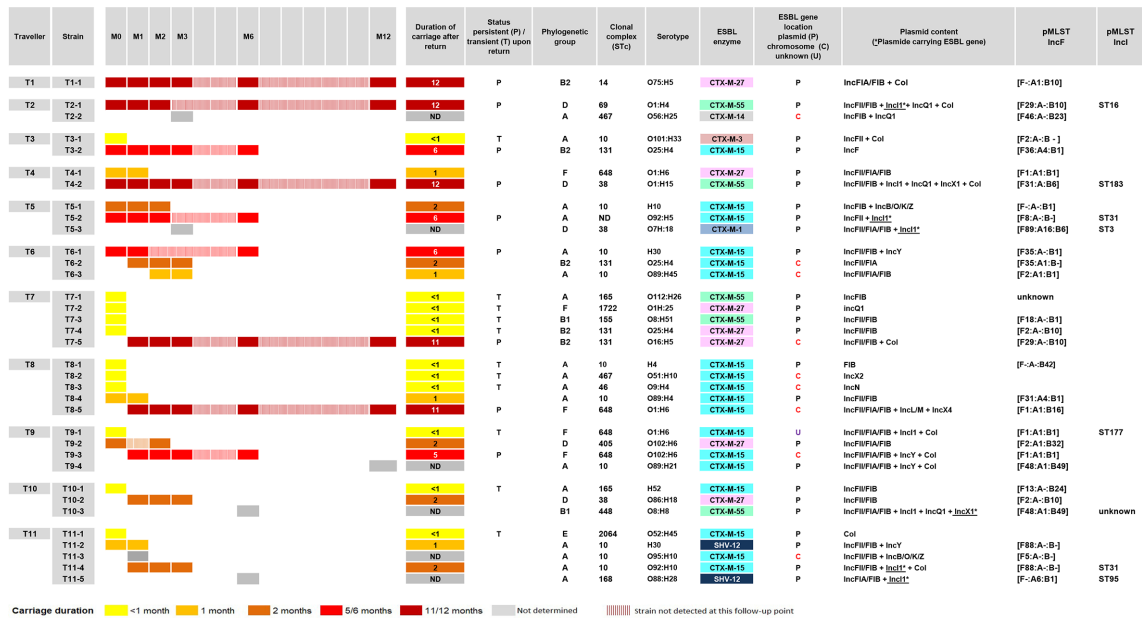 Traveller Strain M0 M1 M2 M3 M6 M12 Duration of carriage after return Status persistent (P) / transient (T) upon return Phylogenetic group Clonal complex (STc) Serotype ESBL enzyme ESBL gene location plasmid (P) chromosome (C) unknown (U) Plasmid content (*Plasmide carrying ESBL gene) pMLST IncF pMLST IncI
T1 T1-1 12 P B2 14 O75:H5 CTX-M-27 P IncFIA/FIB + Col [F-:A1:B10]
T2 T2-1 12 P D 69 O1:H4 CTX-M-55 P IncFII/FIB + IncI1*+ IncQ1 + Col [F29:A-:B10] ST16
T2-2 ND A 467 O56:H25 CTX-M-14 C IncFIB + IncQ1 [F46:A-:B23]
T3 T3-1 <1 T A 10 O101:H33 CTX-M-3 P IncFII + Col [F2:A-:B - ]
T3-2 6 P B2 131 O25:H4 CTX-M-15 P IncF [F36:A4:B1]
T4 T4-1 1 F 648 O1:H6 CTX-M-27 P IncFII/FIA/FIB [F1:A1:B1]
T4-2 12 P D 38 O1:H15 CTX-M-55 P IncFII/FIB + IncI1 + IncQ1 + IncX1 + Col [F31:A:B6] ST183
T5 T5-1 2 A 10 H10 CTX-M-15 P IncFIB + IncB/O/K/Z [F-:A-:B1]
T5-2 6 P A ND O92:H5 CTX-M-15 P IncFII + IncI1* [F8:A-:B-] ST31
T5-3 ND D 38 O7H:18 CTX-M-1 P IncFII/FIA/FIB + IncI1* [F89:A16:B6] ST3
T6 T6-1 6 P A 10 H30 CTX-M-15 P IncFII/FIB + IncY [F35:A-:B1]
T6-2 2 B2 131 O25:H4 CTX-M-15 C IncFII/FIA [F35:A1:B-]
T6-3 1 A 10 O89:H45 CTX-M-15 C IncFII/FIA/FIB [F2:A1:B1]
T7 T7-1 <1 T A 165 O112:H26 CTX-M-55 P IncFIB unknown
T7-2 <1 T F 1722 O1H:25 CTX-M-27 P incQ1
T7-3 <1 T B1 155 O8:H51 CTX-M-55 P IncFII/FIB [F18:A-:B1]
T7-4 <1 T B2 131 O25:H4 CTX-M-27 P IncFII/FIB [F2:A-:B10]
T7-5 11 P B2 131 O16:H5 CTX-M-27 C IncFII/FIB + Col [F29:A-:B10]
T8 T8-1 <1 T A 10 H4 CTX-M-15 P FIB [F-:A-:B42]
T8-2 <1 T A 467 O51:H10 CTX-M-15 C IncX2
T8-3 <1 T A 46 O9:H4 CTX-M-15 C IncN
T8-4 1 A 10 O89:H4 CTX-M-15 P IncFII/FIB [F31:A4:B1]
T8-5 11 P F 648 O1:H6 CTX-M-15 C IncFII/FIA/FIB + IncL/M + IncX4 [F1:A1:B16]
T9 T9-1 <1 T F 648 O1:H6 CTX-M-15 U IncFII/FIA/FIB + IncI1 + Col [F1:A1:B1] ST177
T9-2 2 D 405 O102:H6 CTX-M-27 P IncFII/FIA/FIB [F2:A1:B32]
T9-3 5 P F 648 O102:H6 CTX-M-15 C IncFII/FIA/FIB + IncY + Col [F1:A1:B1]
T9-4 ND A 10 O89:H21 CTX-M-15 P IncFII/FIA/FIB + IncY + Col [F48:A1:B49]
T10 T10-1 <1 T A 165 H52 CTX-M-15 P IncFII/FIB [F13:A-:B24]
T10-2 2 D 38 O86:H18 CTX-M-27 P IncFII/FIB [F2:A-:B10]
T10-3 ND B1 448 O8:H8 CTX-M-55 P IncFII/FIA/FIB + IncI1 + IncQ1 + IncX1* [F48:A1:B49] unknown
T11 T11-1 <1 T E 2064 O52:H45 CTX-M-15 P Col
T11-2 1 A 10 H30 SHV-12 P IncFII/FIB + IncY [F88:A-:B-]
T11-3 ND A 10 O95:H10 CTX-M-15 C IncFII/FIB + IncB/O/K/Z [F5:A-:B-]
T11-4 2 A 10 O92:H10 CTX-M-15 P IncFII/FIB + IncI1* + Col [F88:A-:B-] ST31
T11-5 ND A 168 O88:H28 SHV-12 P IncFIA/FIB + IncI1* [F-:A6:B1] ST95
Carriage duration <1 month 1 month 2 months 5/6 months 11/12 months Not determined Strain not detected at this follow-up point